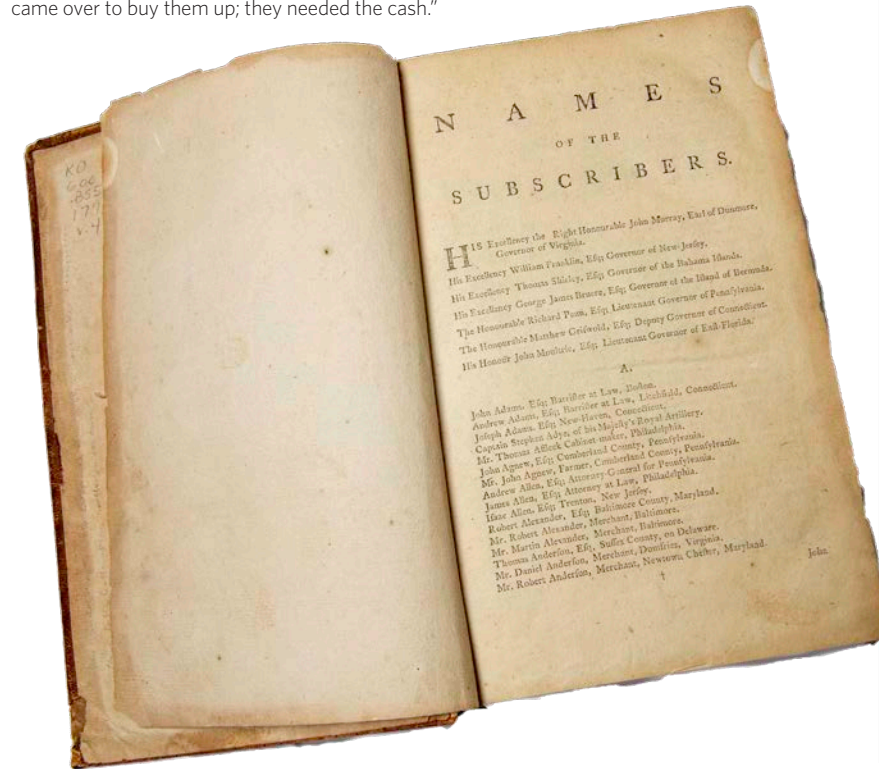 came over to buy them up; they needed the cash.”
KD
600
.B55
177
v.4
NAMES
OF THE
SUBSCRIBERS.
HIS Excellency the Right Honourable John Murray, Earl of Dunmore,
Governor of Virginia.
His Excellency William Franklin, Eſq; Governor of New-Jerſey.
His Excellency Thomas Shirley, Eſq; Governor of the Bahama Iſlands.
His Excellency George James Bruere, Eſq; Governor of the Iſland of Bermuda.
The Honourable Richard Penn, Eſq; Lieutenant Governor of Pennſylvania.
The Honourable Matthew Griſwold, Eſq; Deputy Governor of Connecticut.
His Honour John Moultrie, Eſq; Lieutenant Governor of Eaſt-Florida.
A.
John Adams, Eſq; Barriſter at Law, Boſton.
Andrew Adams, Eſq; Barriſter at Law, Litchfield, Connecticut.
Joſeph Adams, Eſq; New-Haven, Connecticut.
Captain Stephen Adye, of his Majeſty's Royal Artillery.
Mr. Thomas Affleck Cabinet-maker, Philadelphia.
John Agnew, Eſq; Cumberland County, Pennſylvania.
Mr. John Agnew, Farmer, Cumberland County, Pennſylvania.
Andrew Allen, Eſq; Attorney-General for Pennſylvania.
James Allen, Eſq; Attorney at Law, Philadelphia.
Iſaac Allen, Eſq; Trenton, New Jerſey.
Robert Alexander, Eſq; Baltimore County, Maryland.
Mr. Robert Alexander, Merchant, Baltimore.
Mr. Martin Alexander, Merchant, Baltimore.
Thomas Anderſon, Eſq. Suſſex County, on Delaware.
Mr. Daniel Anderſon, Merchant, Dumfries, Virginia.
Mr. Robert Anderſon, Merchant, Newtown Cheſter, Maryland.
†
John